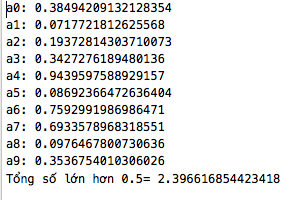 a0: 0.38494209132128354
a1: 0.0717721812625568
a2: 0.19372814303710073
a3: 0.3427276189480136
a4: 0.9439597588929157
a5: 0.08692366472636404
a6: 0.7592991986986471
a7: 0.6933578968318551
a8: 0.0976467800730636
a9: 0.3536754010306026
Tổng số lớn hơn 0.5= 2.396616854423418